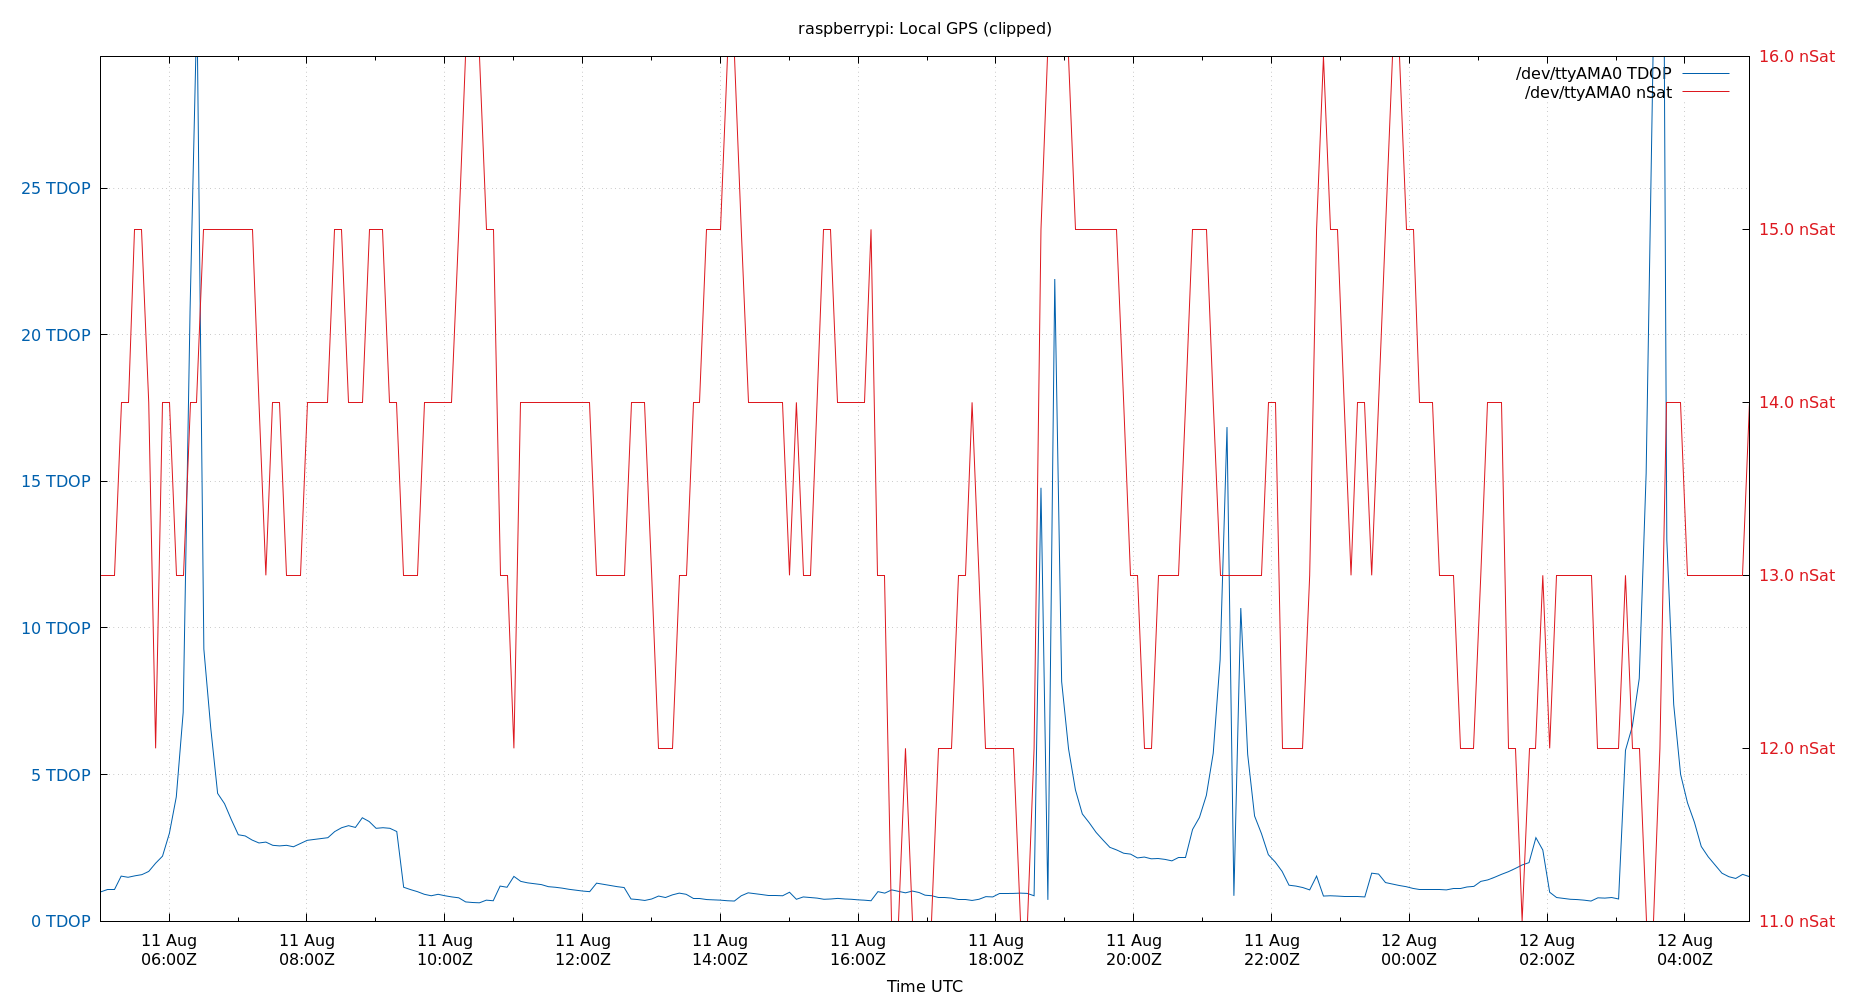 raspberrypi: Local GPS (clipped)
16.0 nSat
/dev/ttyAMA0 TDOP
/dev/ttyAMA0 nSat
25 TDOP
15.0 nSat
20 TDOP
14.0 nSat
15 TDOP
13.0 nSat
10 TDOP
12.0 nSat
5 TDOP
0 TDOP
11.0 nSat
11 Aug 11 Aug 11 Aug 11 Aug 11 Aug 11 Aug 11 Aug 11 Aug 11 Aug 12 Aug 12 Aug 12 Aug
06:00Z 08:00Z 10:00Z 12:00Z 14:00Z 16:00Z 18:00Z 20:00Z 22:00Z 00:00Z 02:00Z 04:00Z
Time UTC